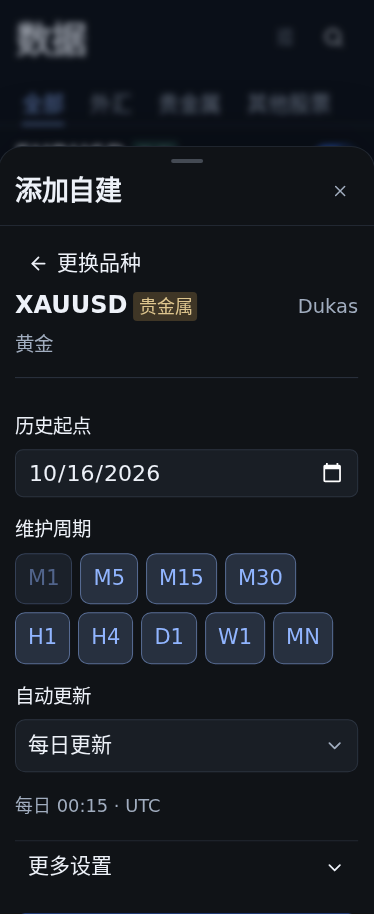 数据
全部 外汇 贵金属 其他股票
添加自建
更换品种
XAUUSD 贵金属 Dukas
黄金
历史起点
10/16/2026
维护周期
M1 M5 M15 M30
H1 H4 D1 W1 MN
自动更新
每日更新
每日 00:15 · UTC
更多设置